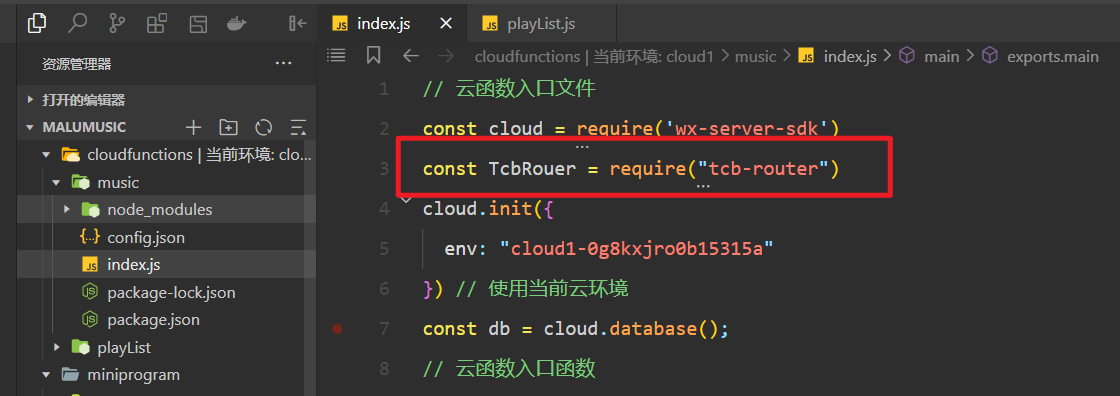 index.js
playList.js
cloudfunctions | 当前环境: cloud1
music
index.js
main
exports.main
资源管理器
打开的编辑器
MALUMUSIC
cloudfunctions | 当前环境: clo...
music
node_modules
config.json
index.js
package-lock.json
package.json
playList
miniprogram
1 // 云函数入口文件
2 const cloud = require('wx-server-sdk')
3 const TcbRouer = require("tcb-router")
4 cloud.init({
5 env: "cloud1-0g8kxjro0b15315a"
6 }) // 使用当前云环境
7 const db = cloud.database();
8 // 云函数入口函数